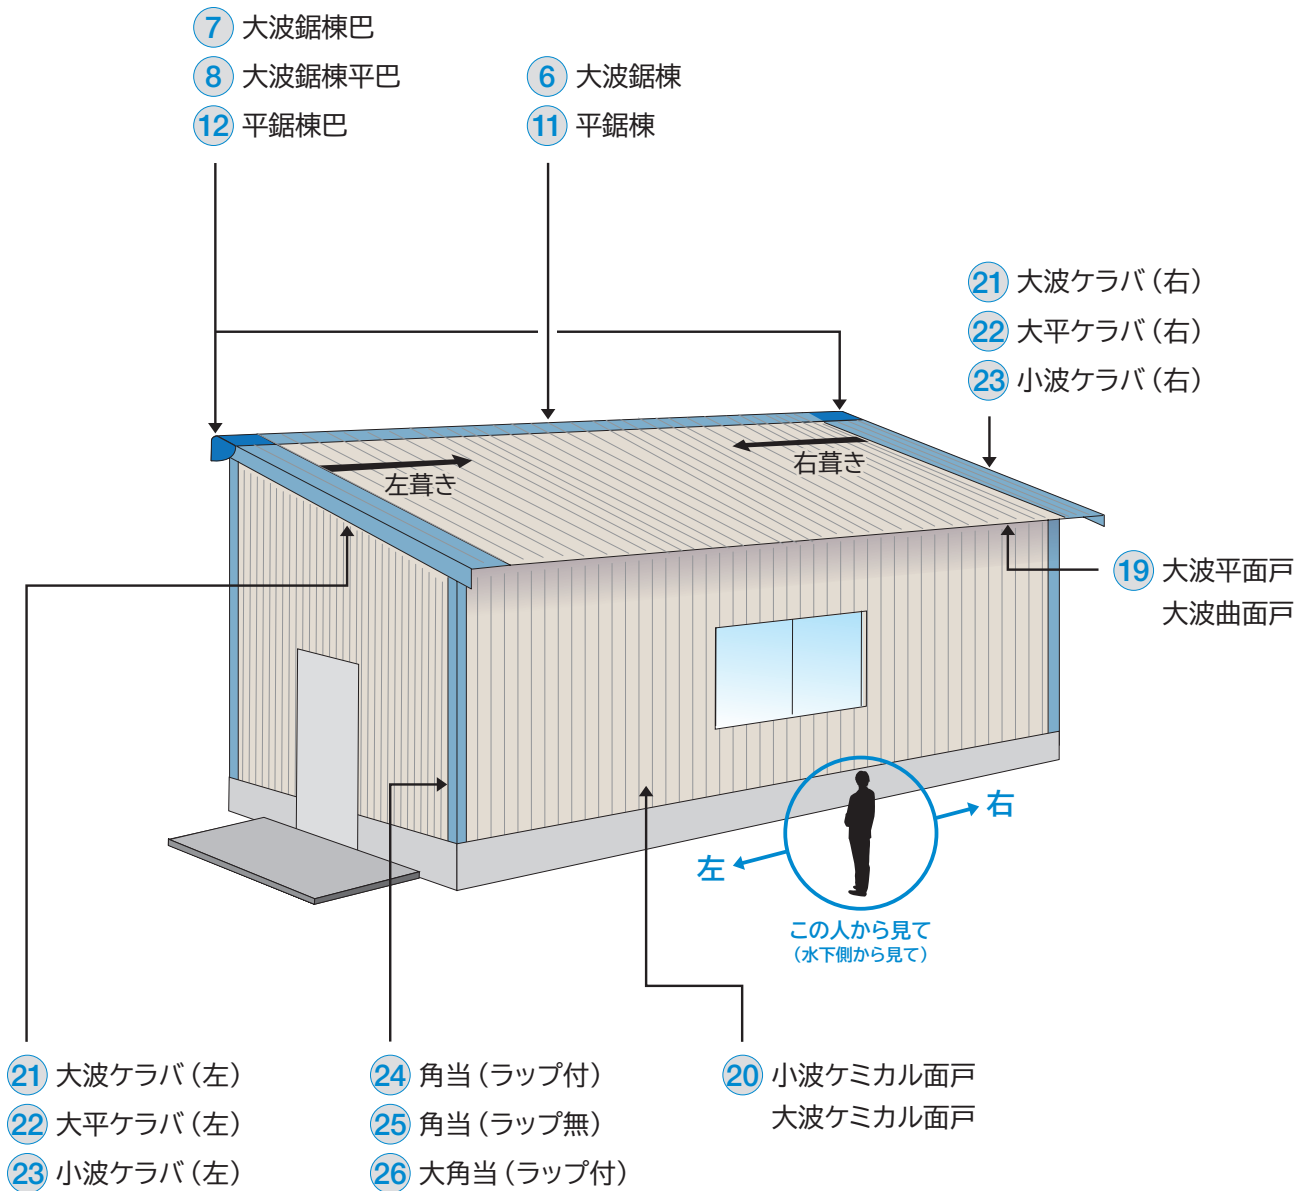 7 大波鋸棟巴
8 大波鋸棟平巴
12 平鋸棟巴
6 大波鋸棟
11 平鋸棟
21 大波ケラバ（右）
22 大平ケラバ（右）
23 小波ケラバ（右）
左葺き
右葺き
19 大波平面戸
大波曲面戸
右
左
この人から見て
（水下側から見て）
21 大波ケラバ（左）
22 大平ケラバ（左）
23 小波ケラバ（左）
24 角当（ラップ付）
25 角当（ラップ無）
26 大角当（ラップ付）
20 小波ケミカル面戸
大波ケミカル面戸